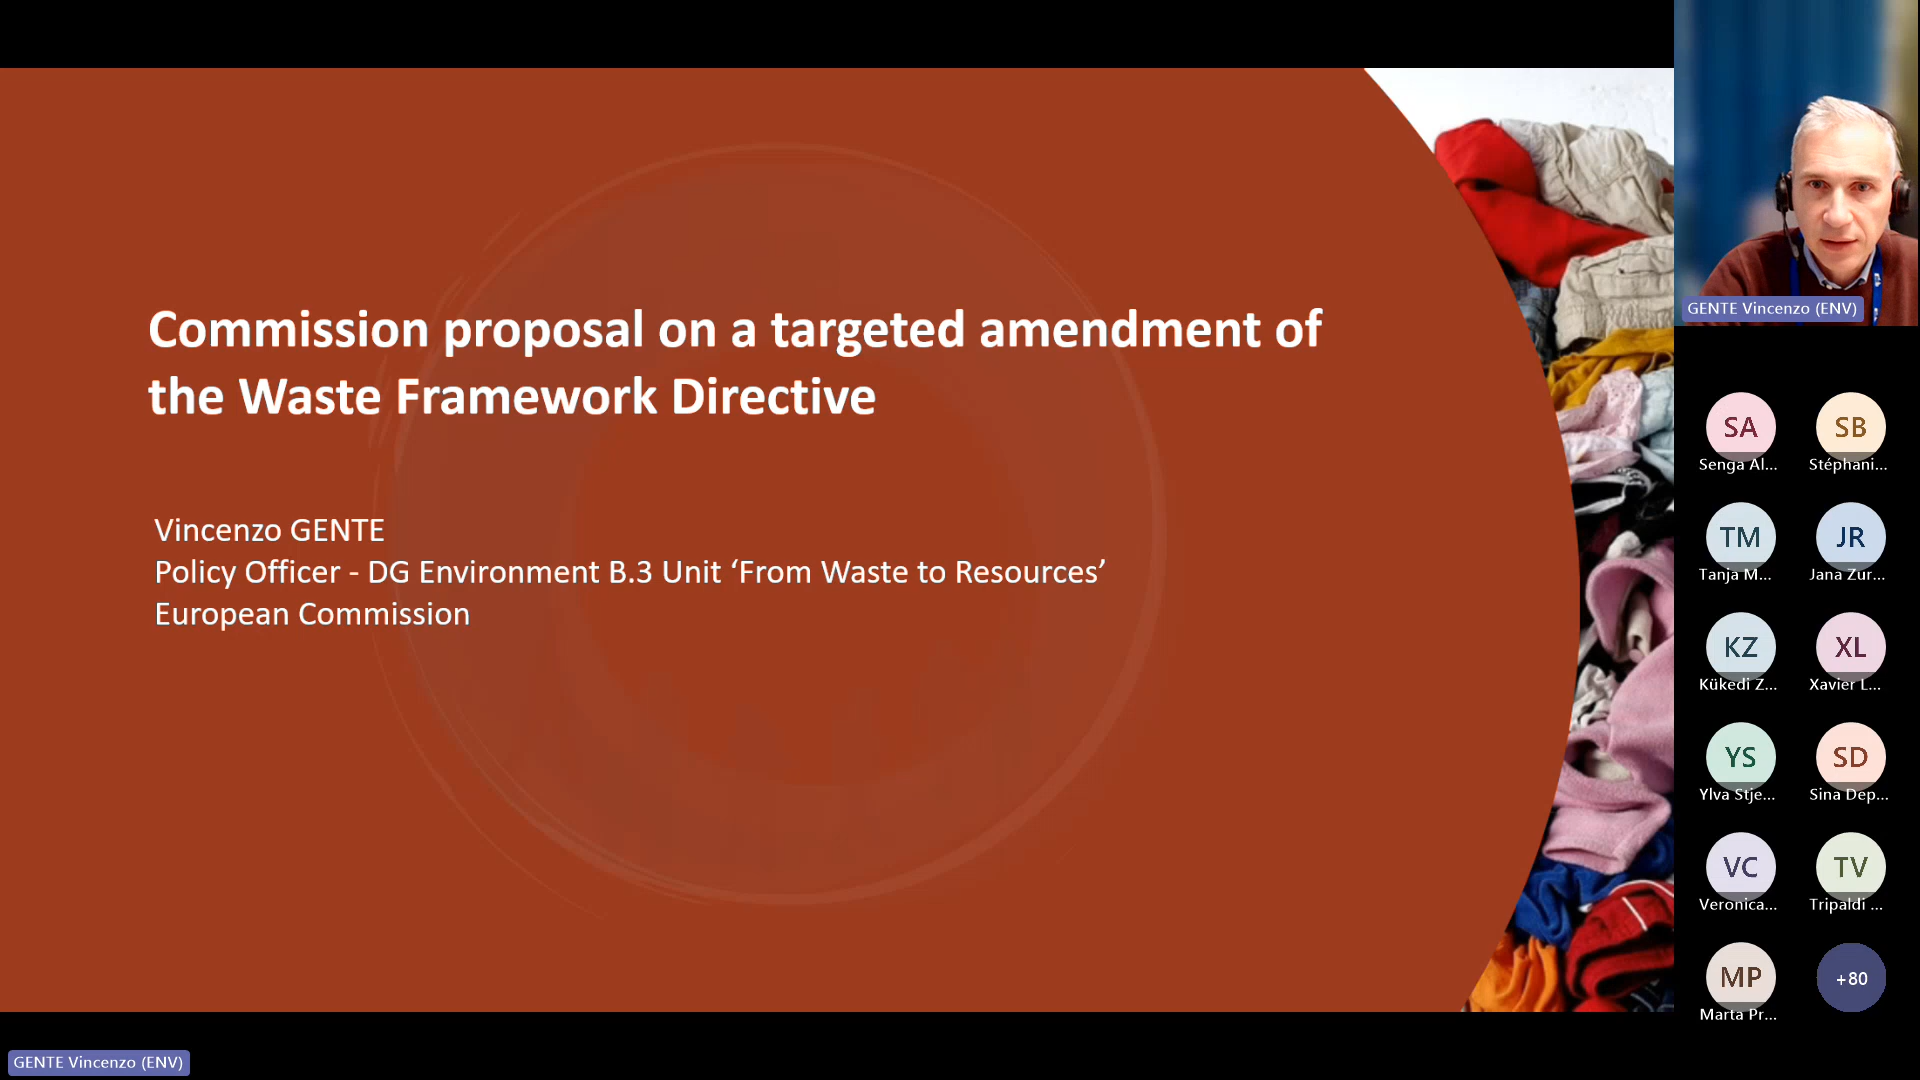 Commission proposal on a targeted amendment of
the Waste Framework Directive
Vincenzo GENTE
Policy Officer - DG Environment B.3 Unit ‘From Waste to Resources’
European Commission
GENTE Vincenzo (ENV)
SA
SB
Senga Al...
Stéphani...
TM
JR
Tanja M...
Jana Zur...
KZ
XL
Kükedi Z...
Xavier L...
YS
SD
Ylva Stje...
Sina Dep...
VC
TV
Veronica...
Tripaldi ...
MP
+80
Marta Pr...
GENTE Vincenzo (ENV)